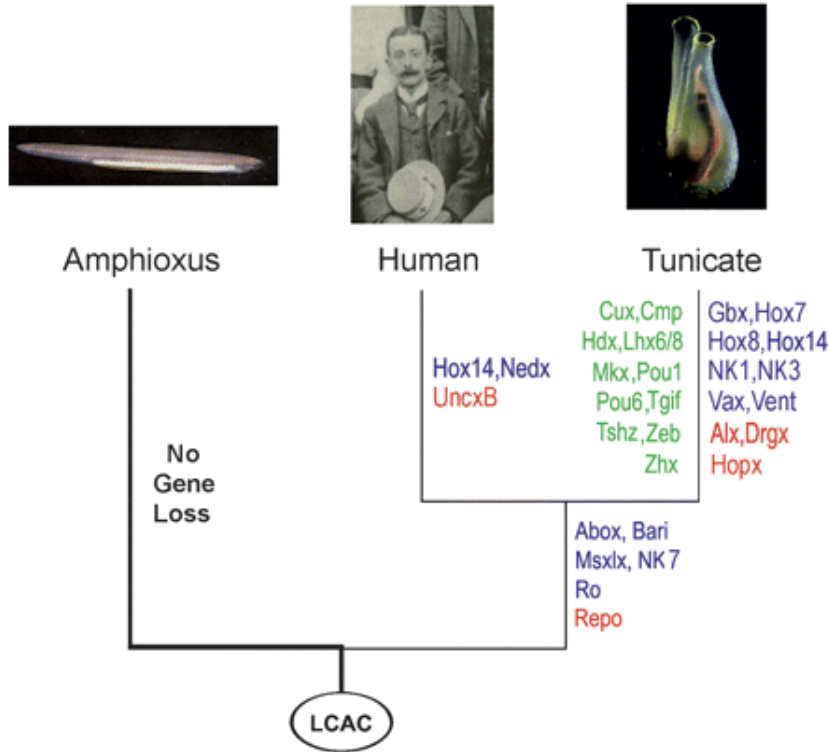 Amphioxus
Human
Tunicate
No
Gene
Loss
Hox14,Nedx
UncxB
Cux,Cmp
Hdx,Lhx6/8
Mkx,Pou1
Pou6,Tgif
Tshz,Zeb
Zhx
Gbx,Hox7
Hox8,Hox14
NK1,NK3
Vax,Vent
Alx,Drgx
Hopx
Abox, Bari
Msxlx, NK7
Ro
Repo
LCAC